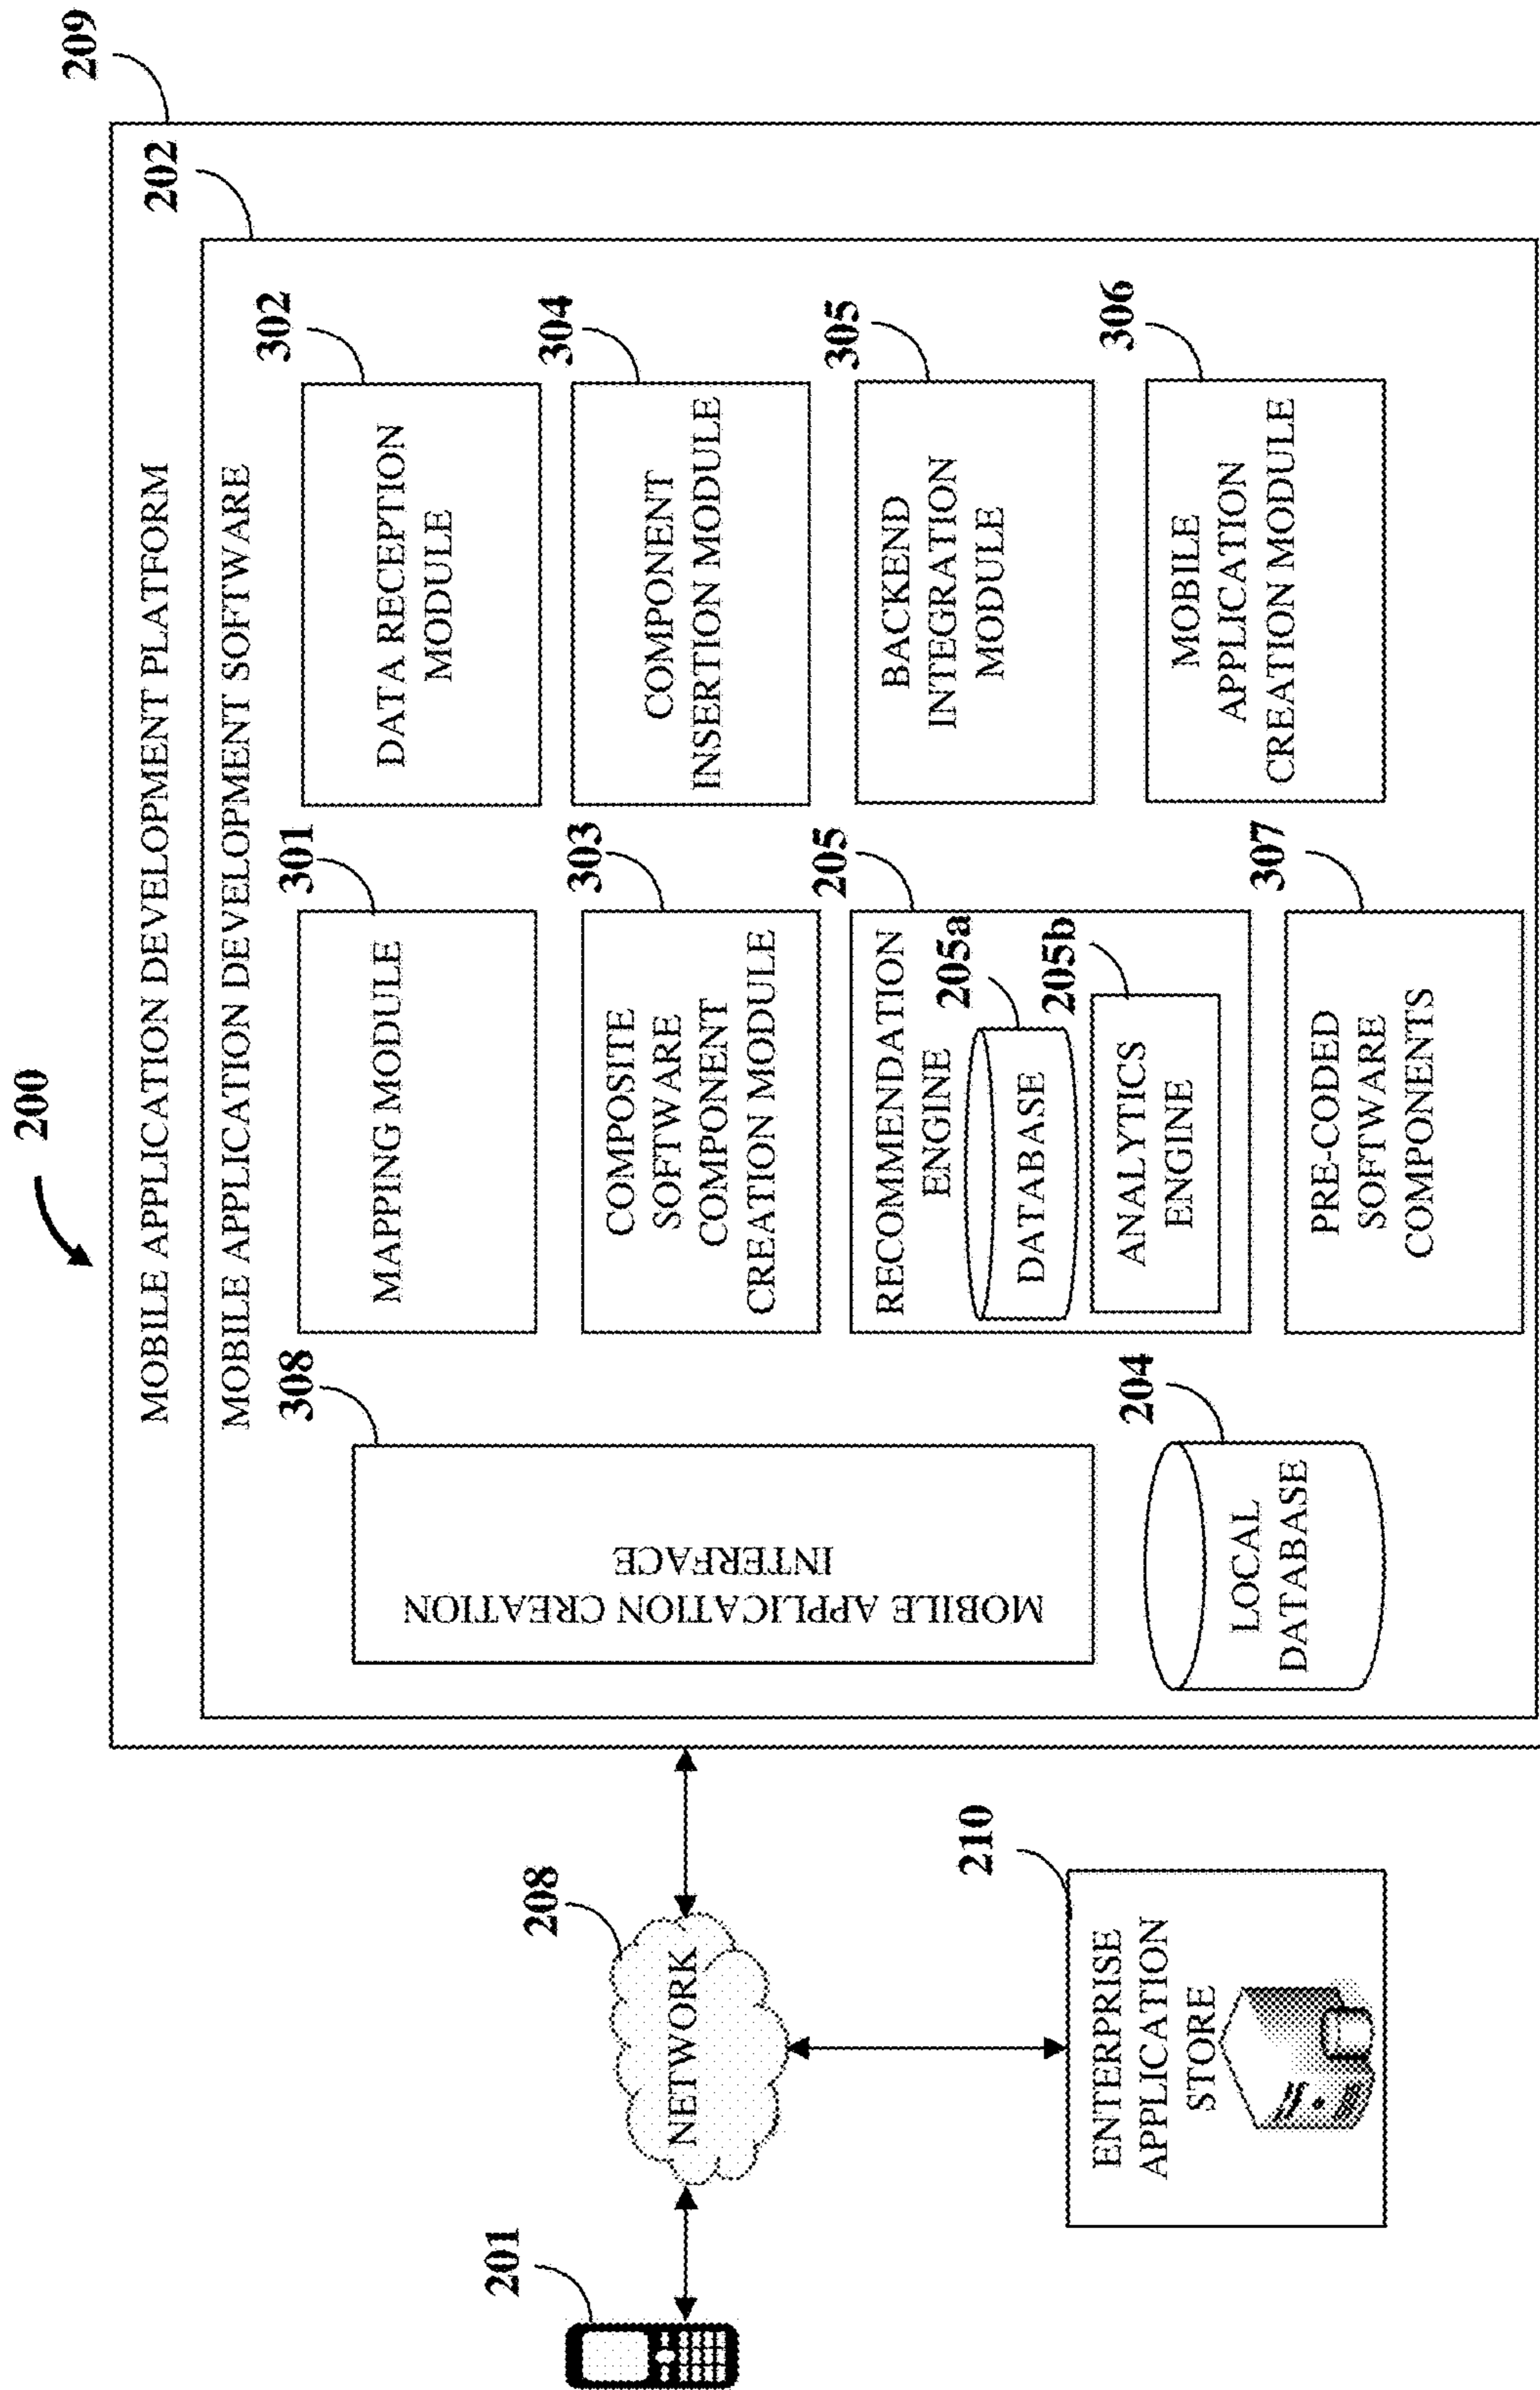 200
209
MOBILE APPLICATION DEVELOPMENT PLATFORM
202
MOBILE APPLICATION DEVELOPMENT SOFTWARE
201
208
NETWORK
210
ENTERPRISE
APPLICATION
STORE
308
MOBILE APPLICATION CREATION
INTERFACE
204
LOCAL
DATABASE
301
MAPPING MODULE
302
DATA RECEPTION
MODULE
303
COMPOSITE
SOFTWARE
COMPONENT
CREATION MODULE
304
COMPONENT
INSERTION MODULE
205
RECOMMENDATION
ENGINE
205a
DATABASE
205b
ANALYTICS
ENGINE
305
BACKEND
INTEGRATION
MODULE
307
PRE-CODED
SOFTWARE
COMPONENTS
306
MOBILE
APPLICATION
CREATION MODULE